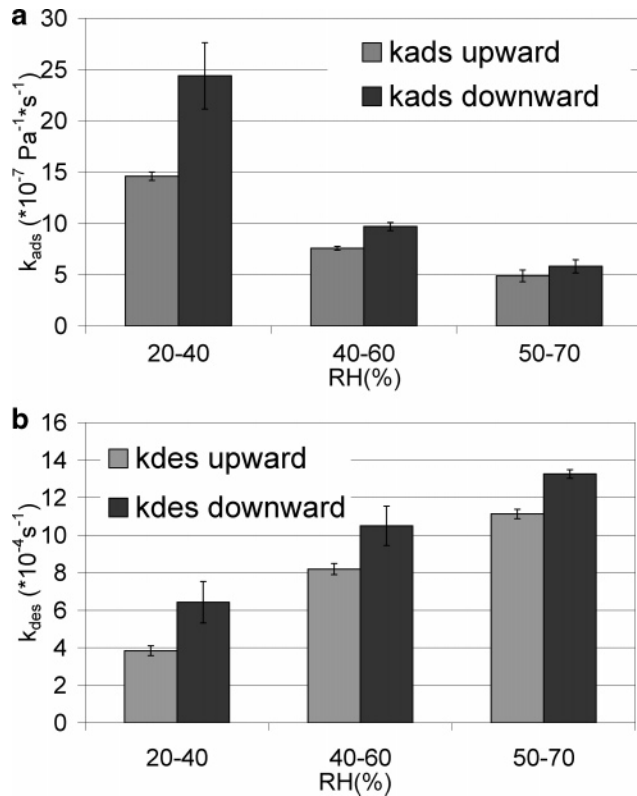 a
30
25
20
15
10
5
0
k_ads (*10^-7 Pa^-1*s^-1)
kads upward
kads downward
20-40 40-60 50-70
RH(%)
b
16
14
12
10
8
6
4
2
0
k_des (*10^-4s^-1)
kdes upward
kdes downward
20-40 40-60 50-70
RH(%)